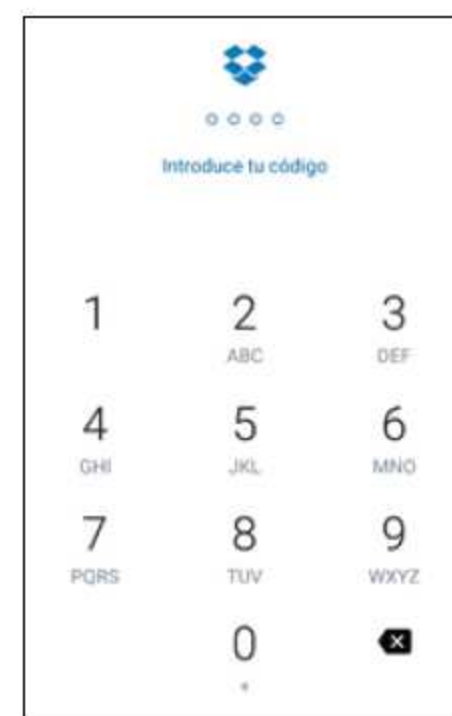 Introduce tu código
1 2 3
ABC DEF
4 5 6
GHI JKL MNO
7 8 9
PQRS TUV WXYZ
0